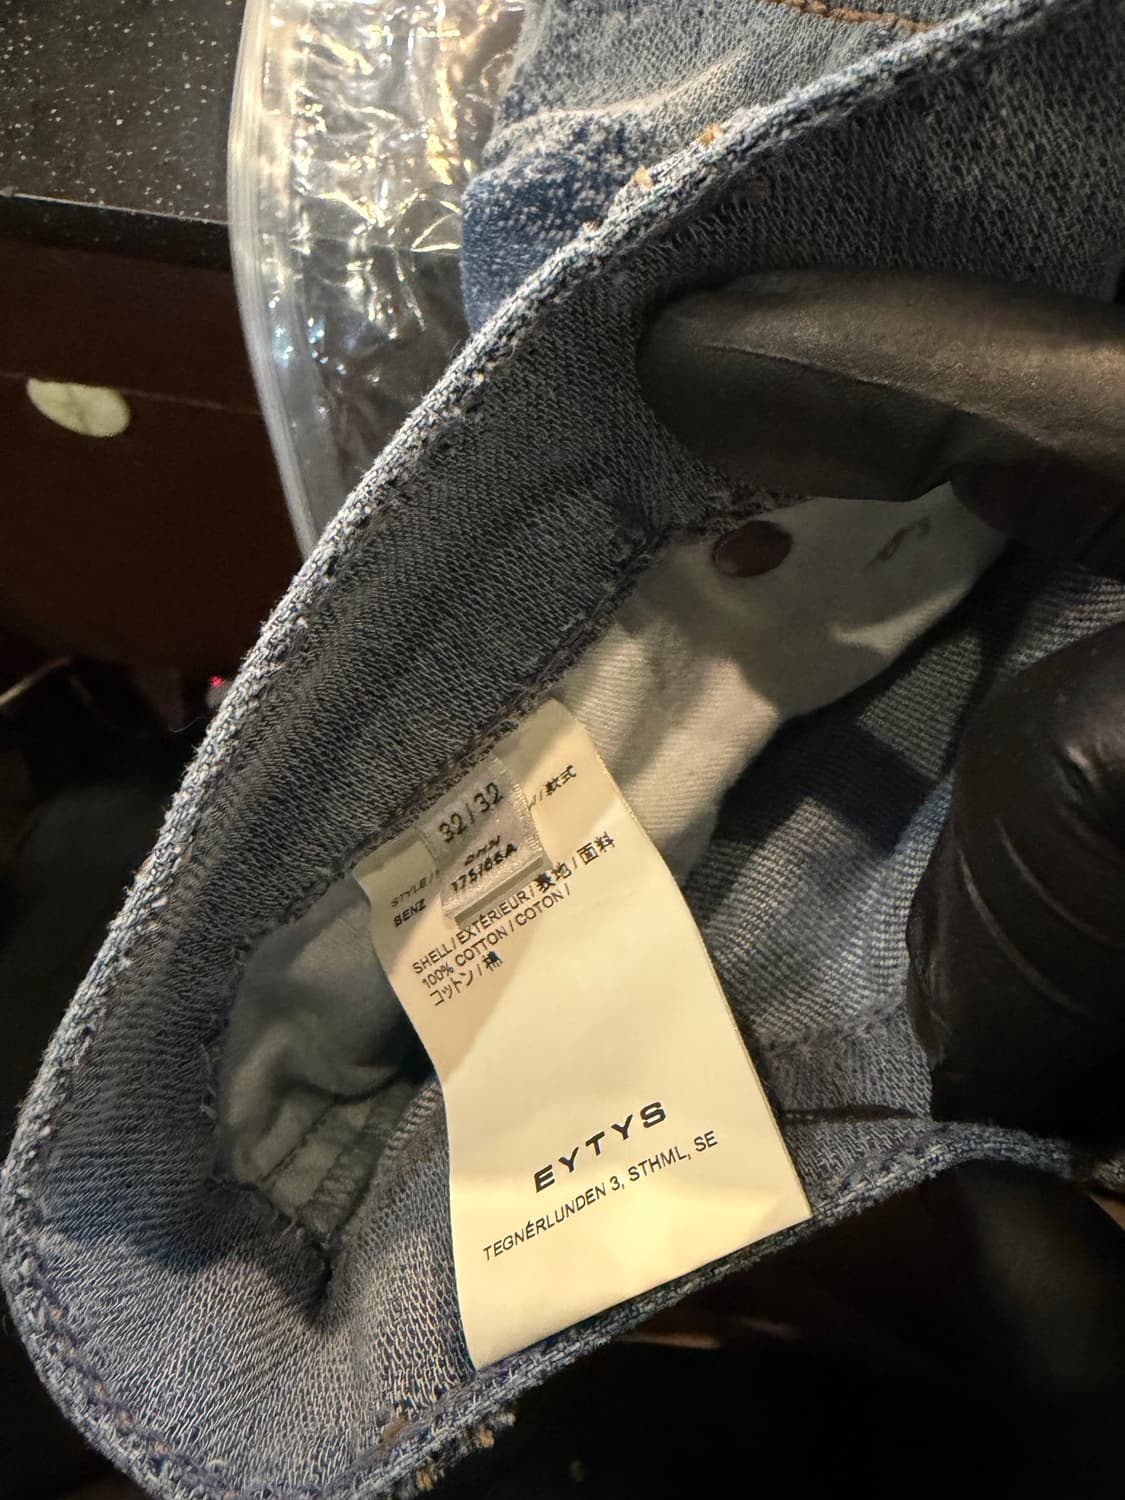 32/32
175/86A
STYLE/
/款式
BENZ
SHELL/EXTÉRIEUR/表地/面料
100% COTTON/COTON/
コットン/棉
EYTYS
TEGNÉRLUNDEN 3, STHML, SE